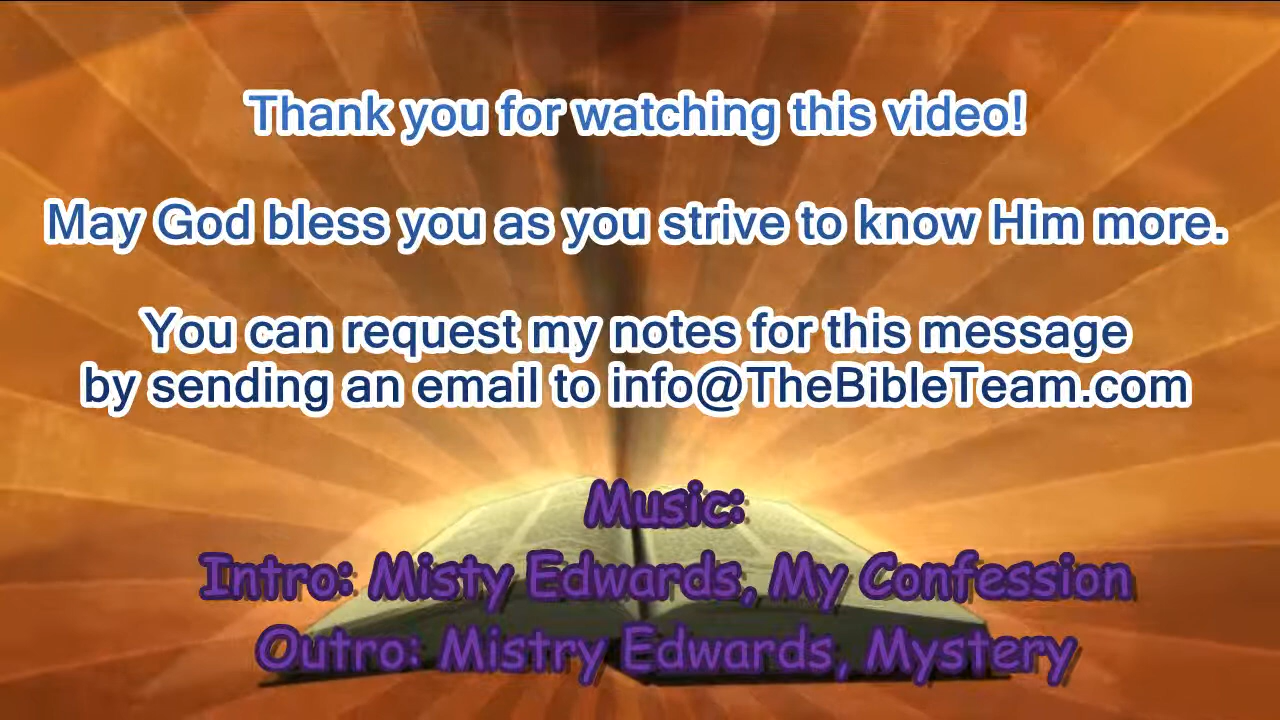 Thank you for watching this video!
May God bless you as you strive to know Him more.
You can request my notes for this message
by sending an email to info@TheBibleTeam.com
Music:
Intro: Misty Edwards, My Confession
Outro: Mistry Edwards, Mystery